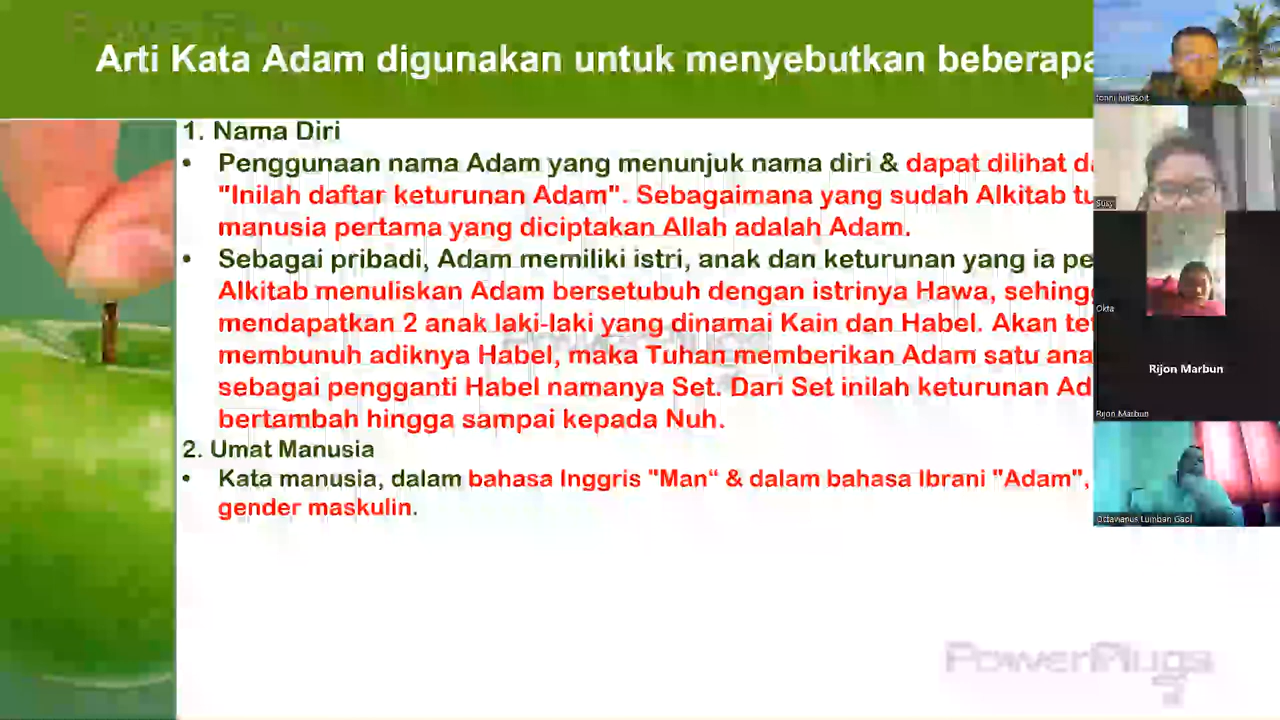 PowerPlugs
Arti Kata Adam digunakan untuk menyebutkan beberapa
1. Nama Diri
• Penggunaan nama Adam yang menunjuk nama diri & dapat dilihat da
"Inilah daftar keturunan Adam". Sebagaimana yang sudah Alkitab tu
manusia pertama yang diciptakan Allah adalah Adam.
• Sebagai pribadi, Adam memiliki istri, anak dan keturunan yang ia pe
Alkitab menuliskan Adam bersetubuh dengan istrinya Hawa, sehing
mendapatkan 2 anak laki-laki yang dinamai Kain dan Habel. Akan tet
membunuh adiknya Habel, maka Tuhan memberikan Adam satu ana
sebagai pengganti Habel namanya Set. Dari Set inilah keturunan Ad
bertambah hingga sampai kepada Nuh.
2. Umat Manusia
• Kata manusia, dalam bahasa Inggris "Man“ & dalam bahasa Ibrani "Adam",
gender maskulin.
PowerPlugs
PowerPlugs
Susy
Okta
Rijon Marbun
Rijon Marbun
Octavianus Lumban Gaol